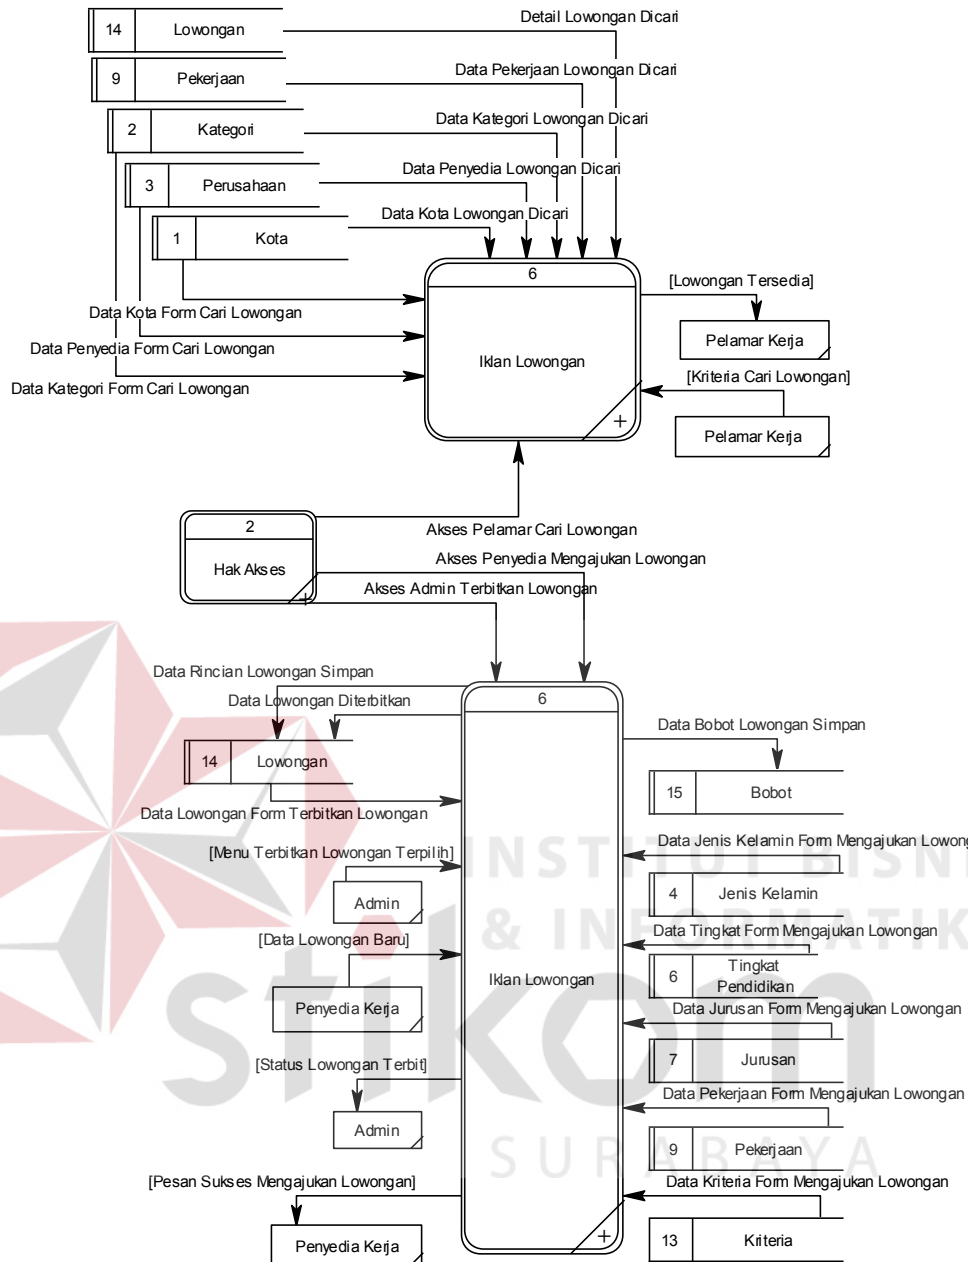 Detail Lowongan Dicari
14 Lowongan
Data Pekerjaan Lowongan Dicari
9 Pekerjaan
Data Kategori Lowongan Dicari
2 Kategori
Data Penyedia Lowongan Dicari
3 Perusahaan
Data Kota Lowongan Dicari
1 Kota
6
[Lowongan Tersedia]
Data Kota Form Cari Lowongan
Pelamar Kerja
Data Penyedia Form Cari Lowongan
Iklan Lowongan
[Kriteria Cari Lowongan]
Data Kategori Form Cari Lowongan
+
Pelamar Kerja
2
Akses Pelamar Cari Lowongan
Akses Penyedia Mengajukan Lowongan
Hak Akses
Akses Admin Terbitkan Lowongan
+
Data Rincian Lowongan Simpan
Data Lowongan Diterbitkan
6
Data Bobot Lowongan Simpan
14 Lowongan
15 Bobot
Data Lowongan Form Terbitkan Lowongan
Data Jenis Kelamin Form Mengajukan Lowong
[Menu Terbitkan Lowongan Terpilih]
INSTITUT BISNI
4 Jenis Kelamin
Admin
& INFORMATIK
Data Tingkat Form Mengajukan Lowongan
[Data Lowongan Baru]
6 Tingkat
Pendidikan
Iklan Lowongan
stikom
Penyedia Kerja
Data Jurusan Form Mengajukan Lowongan
7 Jurusan
[Status Lowongan Terbit]
Data Pekerjaan Form Mengajukan Lowongan
Admin
9 Pekerjaan
SURABAYA
[Pesan Sukses Mengajukan Lowongan]
Data Kriteria Form Mengajukan Lowongan
+
13 Kriteria
Penyedia Kerja